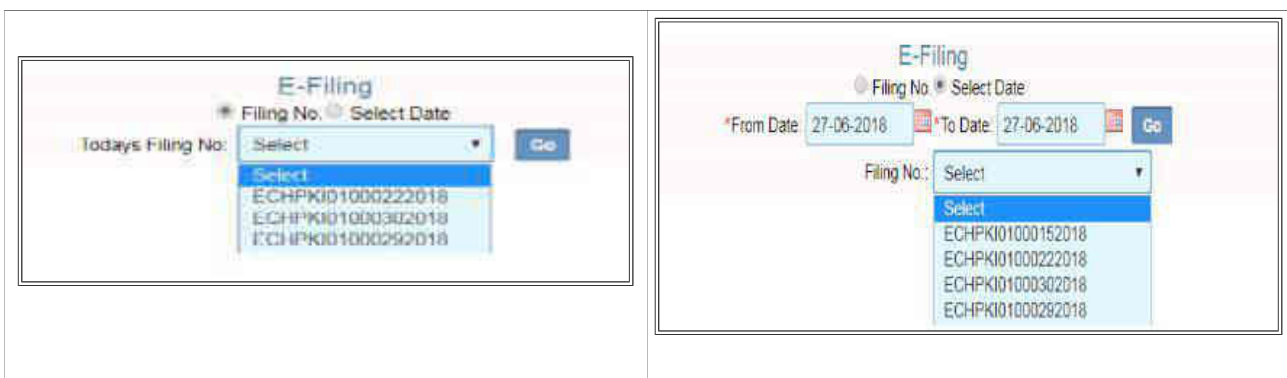 E-Filing
Filing No. Select Date
Todays Filing No: Select Go
Select
ECHPKI01000222018
ECHPKI01000302018
ECHPKI01000292018
E-Filing
Filing No. Select Date
*From Date: 27-06-2018 *To Date: 27-06-2018 Go
Filing No.: Select
Select
ECHPKI01000152018
ECHPKI01000222018
ECHPKI01000302018
ECHPKI01000292018